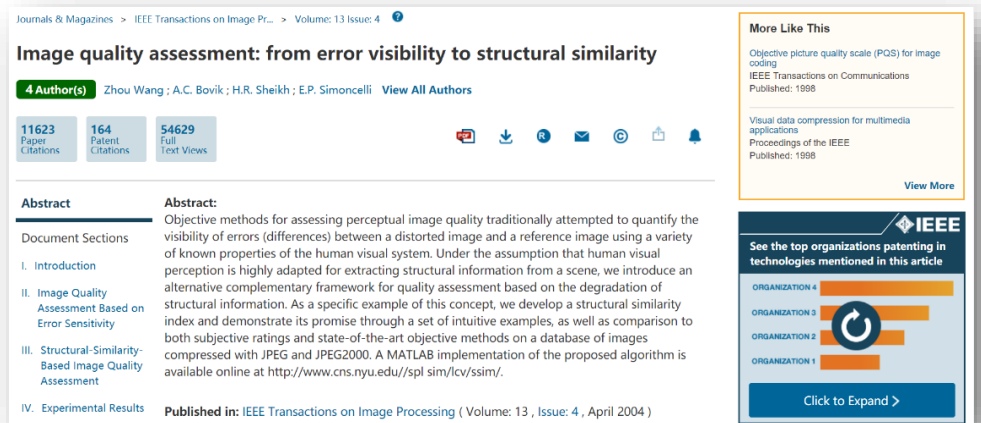 Journals & Magazines > IEEE Transactions on Image Pr... > Volume: 13 Issue: 4 ?
Image quality assessment: from error visibility to structural similarity
4 Author(s) Zhou Wang ; A.C. Bovik ; H.R. Sheikh ; E.P. Simoncelli View All Authors
11623 Paper Citations
164 Patent Citations
54629 Full Text Views
PDF
R
©
Abstract
Document Sections
I. Introduction
II. Image Quality
Assessment Based on
Error Sensitivity
III. Structural-Similarity-
Based Image Quality
Assessment
IV. Experimental Results
Abstract:
Objective methods for assessing perceptual image quality traditionally attempted to quantify the
visibility of errors (differences) between a distorted image and a reference image using a variety
of known properties of the human visual system. Under the assumption that human visual
perception is highly adapted for extracting structural information from a scene, we introduce an
alternative complementary framework for quality assessment based on the degradation of
structural information. As a specific example of this concept, we develop a structural similarity
index and demonstrate its promise through a set of intuitive examples, as well as comparison to
both subjective ratings and state-of-the-art objective methods on a database of images
compressed with JPEG and JPEG2000. A MATLAB implementation of the proposed algorithm is
available online at http://www.cns.nyu.edu//spl sim/lcv/ssim/.
Published in: IEEE Transactions on Image Processing ( Volume: 13 , Issue: 4 , April 2004 )
More Like This
Objective picture quality scale (PQS) for image
coding
IEEE Transactions on Communications
Published: 1998
Visual data compression for multimedia
applications
Proceedings of the IEEE
Published: 1998
View More
IEEE
See the top organizations patenting in
technologies mentioned in this article
ORGANIZATION 4
ORGANIZATION 3
ORGANIZATION 2
ORGANIZATION 1
Click to Expand >